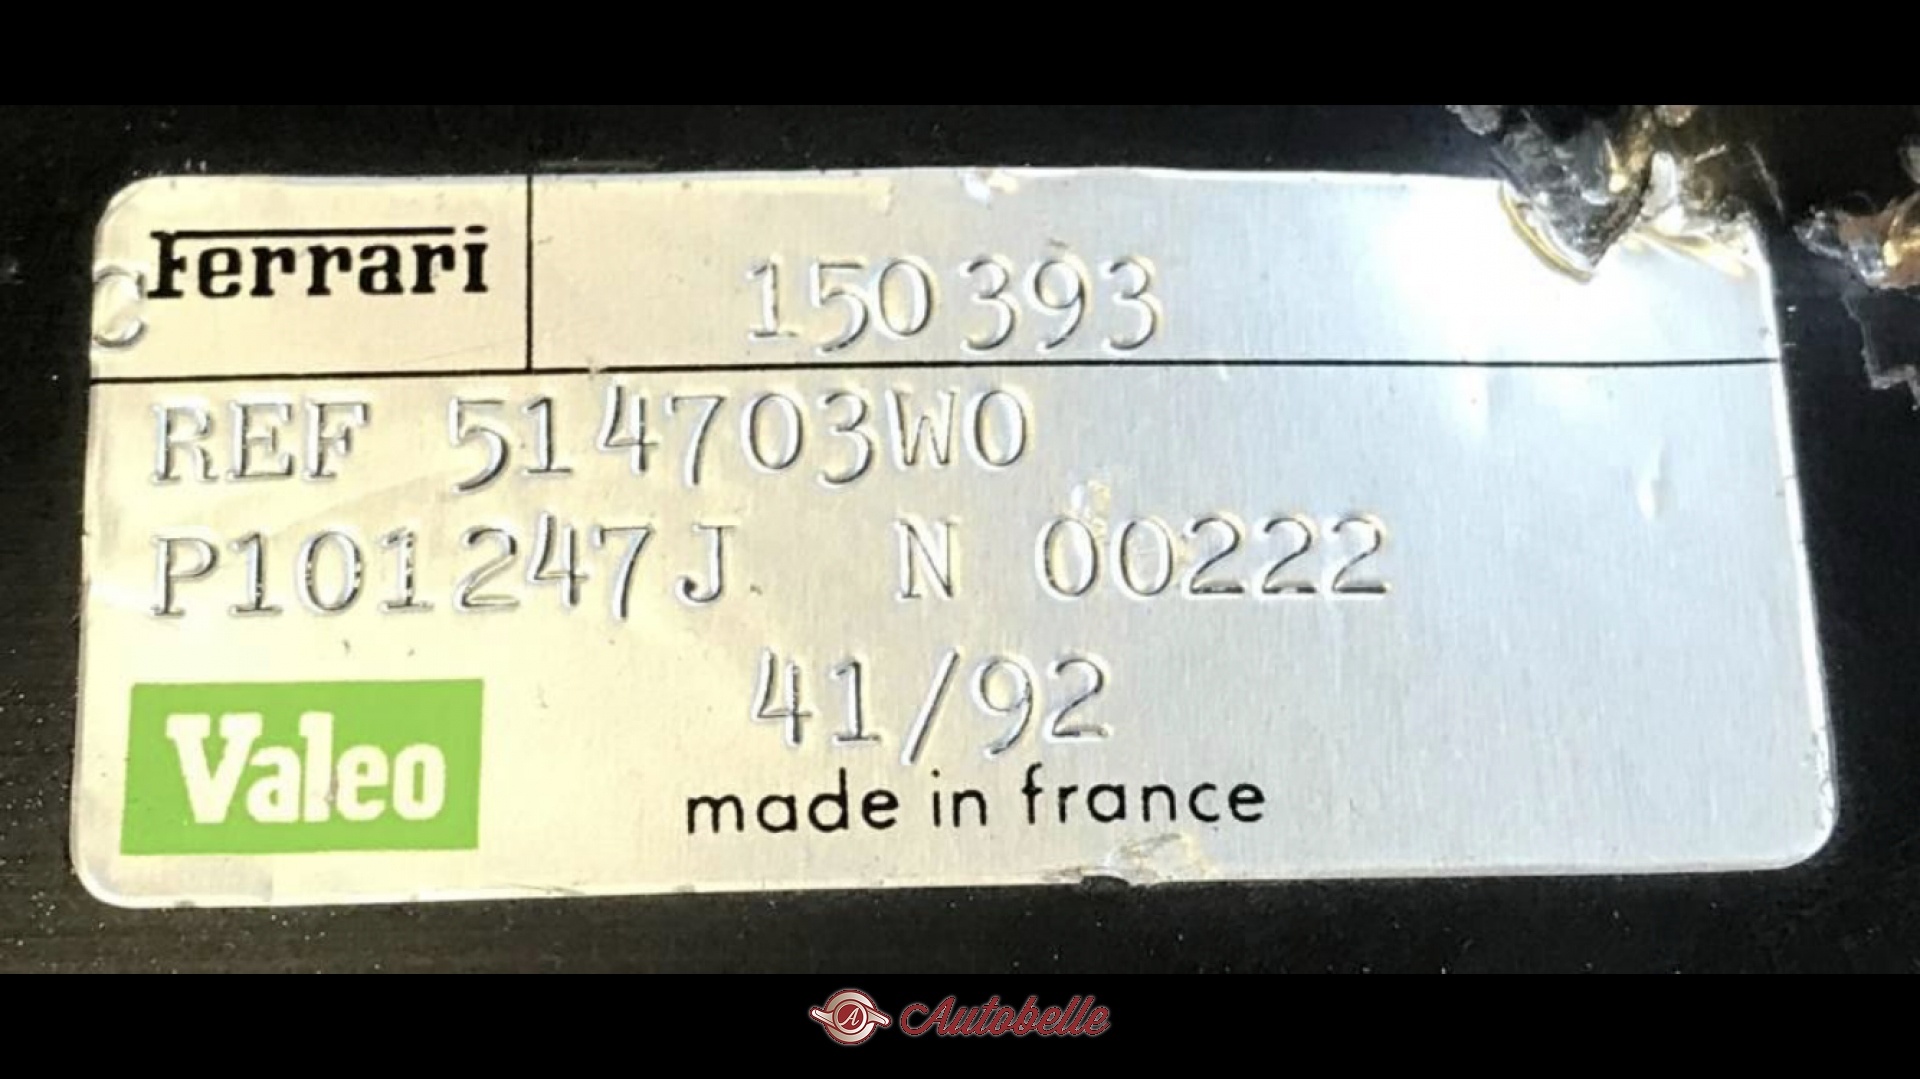 Ferrari 150393
C
REF 514703W0
P101247J N 00222
41/92
Valeo
made in france
A Autobelle